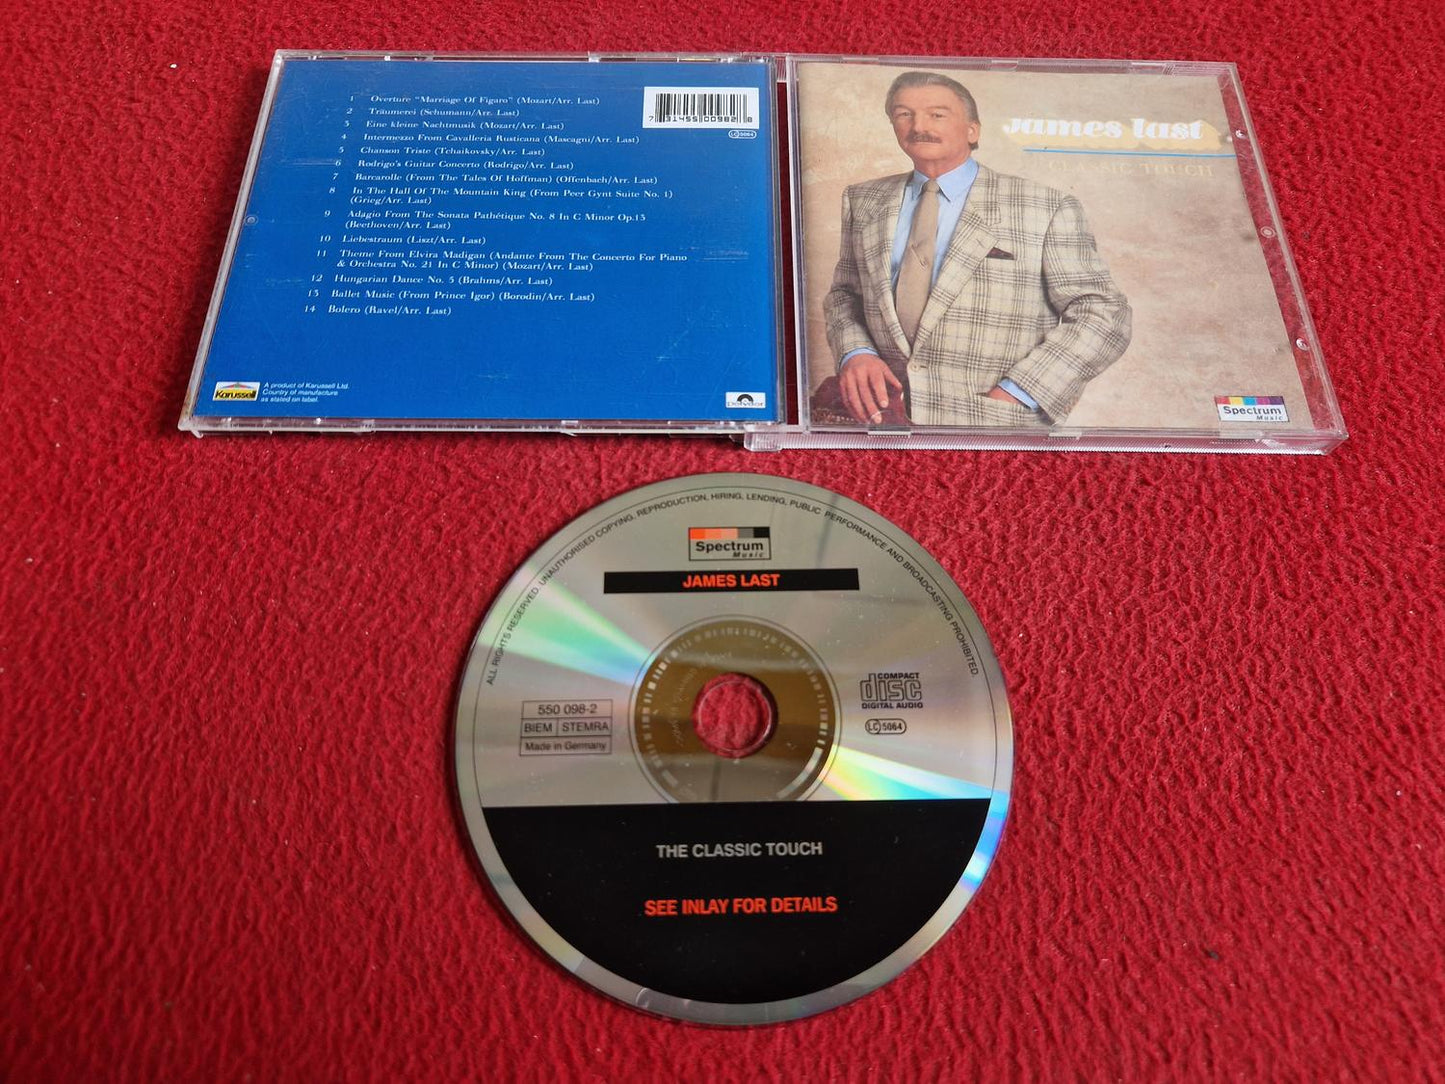 1 Overture "Marriage Of Figaro" (Mozart/Arr. Last)
2 Träumerei (Schumann/Arr. Last)
3 Eine kleine Nachtmusik (Mozart/Arr. Last)
4 Intermezzo From Cavalleria Rusticana (Mascagni/Arr. Last)
5 Chanson Triste (Tchaikovsky/Arr. Last)
6 Rodrigo's Guitar Concerto (Rodrigo/Arr. Last)
7 Barcarolle (From The Tales Of Hoffman) (Offenbach/Arr. Last)
8 In The Hall Of The Mountain King (From Peer Gynt Suite No. 1)
(Grieg/Arr. Last)
9 Adagio From The Sonata Pathétique No. 8 In C Minor Op.13
(Beethoven/Arr. Last)
10 Liebestraum (Liszt/Arr. Last)
11 Theme From Elvira Madigan (Andante From The Concerto For Piano
& Orchestra No. 21 In C Minor) (Mozart/Arr. Last)
12 Hungarian Dance No. 5 (Brahms/Arr. Last)
13 Ballet Music (From Prince Igor) (Borodin/Arr. Last)
14 Bolero (Ravel/Arr. Last)
7 31455 00982 8
LC 5064
Karussell
A product of Karussell Ltd.
Country of manufacture
as stated on label.
Polydor
james last
CLASSIC TOUCH
Spectrum
Music
ALL RIGHTS RESERVED. UNAUTHORISED COPYING, REPRODUCTION, HIRING, LENDING, PUBLIC PERFORMANCE AND BROADCASTING PROHIBITED.
Spectrum
Music
JAMES LAST
550 098-2
BIEM STEMRA
Made in Germany
COMPACT
disc
DIGITAL AUDIO
LC 5064
THE CLASSIC TOUCH
SEE INLAY FOR DETAILS